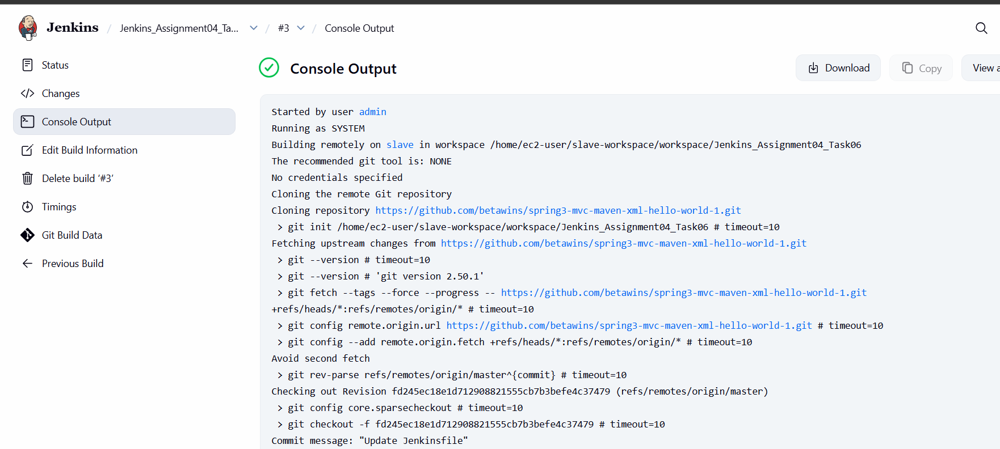 Jenkins / Jenkins_Assignment04_Ta... / #3 / Console Output
Status
Changes
Console Output
Edit Build Information
Delete build ‘#3’
Timings
Git Build Data
Previous Build
Console Output
Download
Copy
View a
Started by user admin
Running as SYSTEM
Building remotely on slave in workspace /home/ec2-user/slave-workspace/workspace/Jenkins_Assignment04_Task06
The recommended git tool is: NONE
No credentials specified
Cloning the remote Git repository
Cloning repository https://github.com/betawins/spring3-mvc-maven-xml-hello-world-1.git
> git init /home/ec2-user/slave-workspace/workspace/Jenkins_Assignment04_Task06 # timeout=10
Fetching upstream changes from https://github.com/betawins/spring3-mvc-maven-xml-hello-world-1.git
> git --version # timeout=10
> git --version # 'git version 2.50.1'
> git fetch --tags --force --progress -- https://github.com/betawins/spring3-mvc-maven-xml-hello-world-1.git
+refs/heads/*:refs/remotes/origin/* # timeout=10
> git config remote.origin.url https://github.com/betawins/spring3-mvc-maven-xml-hello-world-1.git # timeout=10
> git config --add remote.origin.fetch +refs/heads/*:refs/remotes/origin/* # timeout=10
Avoid second fetch
> git rev-parse refs/remotes/origin/master^{commit} # timeout=10
Checking out Revision fd245ec18e1d712908821555cb7b3befe4c37479 (refs/remotes/origin/master)
> git config core.sparsecheckout # timeout=10
> git checkout -f fd245ec18e1d712908821555cb7b3befe4c37479 # timeout=10
Commit message: "Update Jenkinsfile"